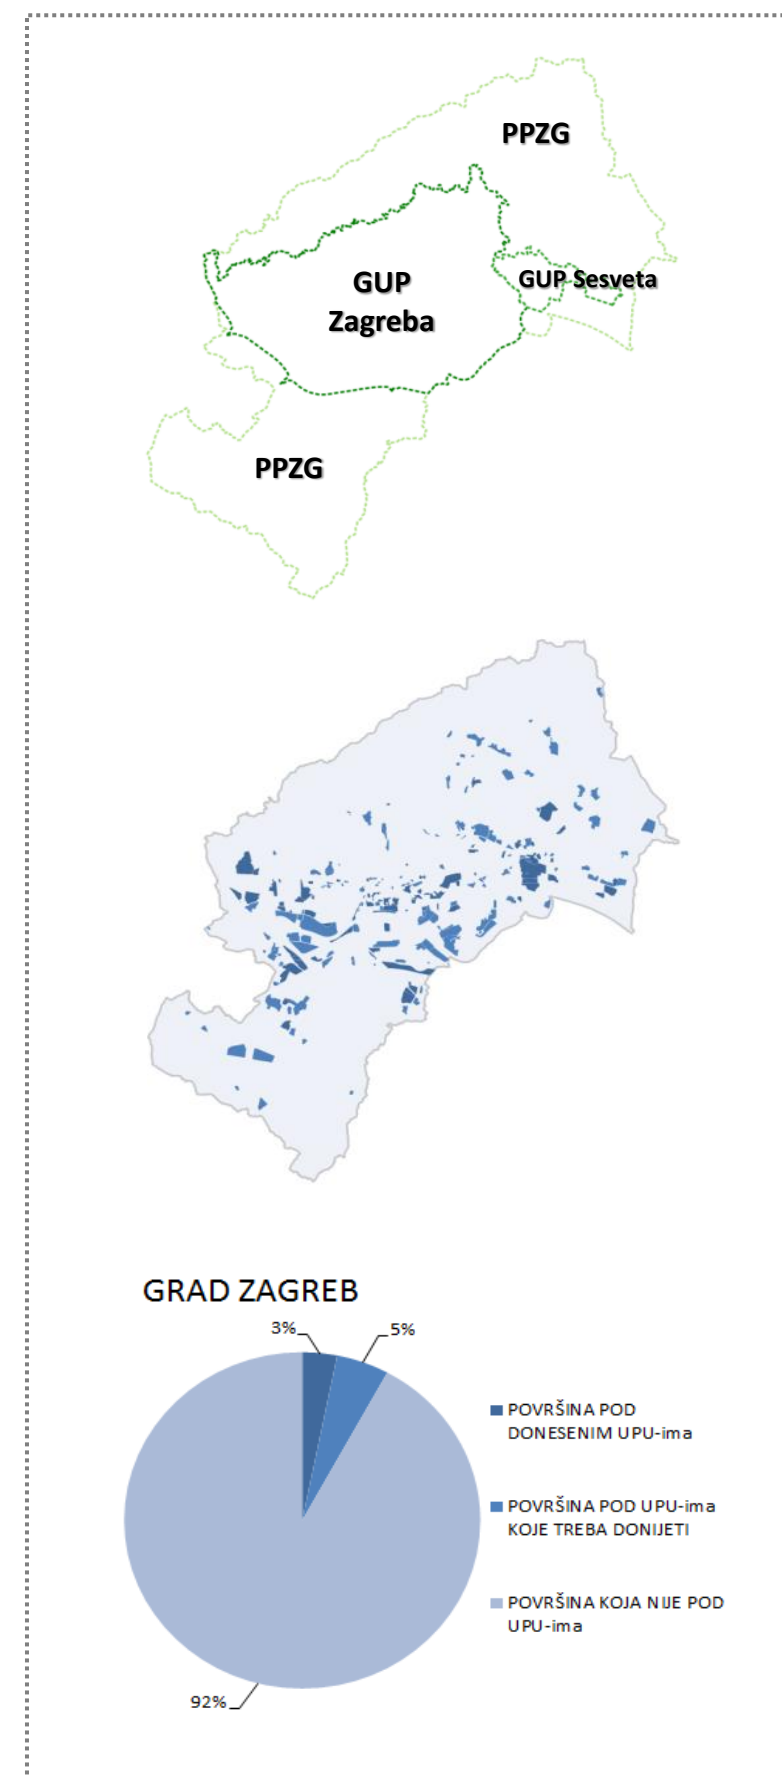 PPZG
GUP
Zagreba
GUP Sesveta
PPZG
GRAD ZAGREB
3%
5%
POVRŠINA POD
DONESENIM UPU-ima
POVRŠINA POD UPU-ima
KOJE TREBA DONIJETI
POVRŠINA KOJA NIJE POD
UPU-ima
92%